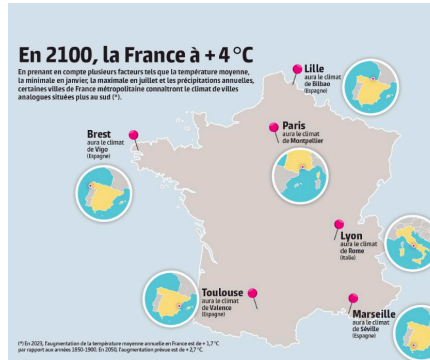 En 2100, la France à + 4 °C
En prenant en compte plusieurs facteurs tels que la température moyenne,
la minimale en janvier, la maximale en juillet et les précipitations annuelles,
certaines villes de France métropolitaine connaîtront le climat de villes
analogues situées plus au sud (*).
Lille
aura le climat
de Bilbao
(Espagne)
Paris
aura le climat
de Montpellier
Brest
aura le climat
de Vigo
(Espagne)
Lyon
aura le climat
de Rome
(Italie)
Toulouse
aura le climat
de Valence
(Espagne)
Marseille
aura le climat
de Séville
(Espagne)
(*) En 2023, l'augmentation de la température moyenne annuelle en France est de + 1,7 °C
par rapport aux années 1850-1900. En 2050, l'augmentation prévue est de + 2,7 °C.